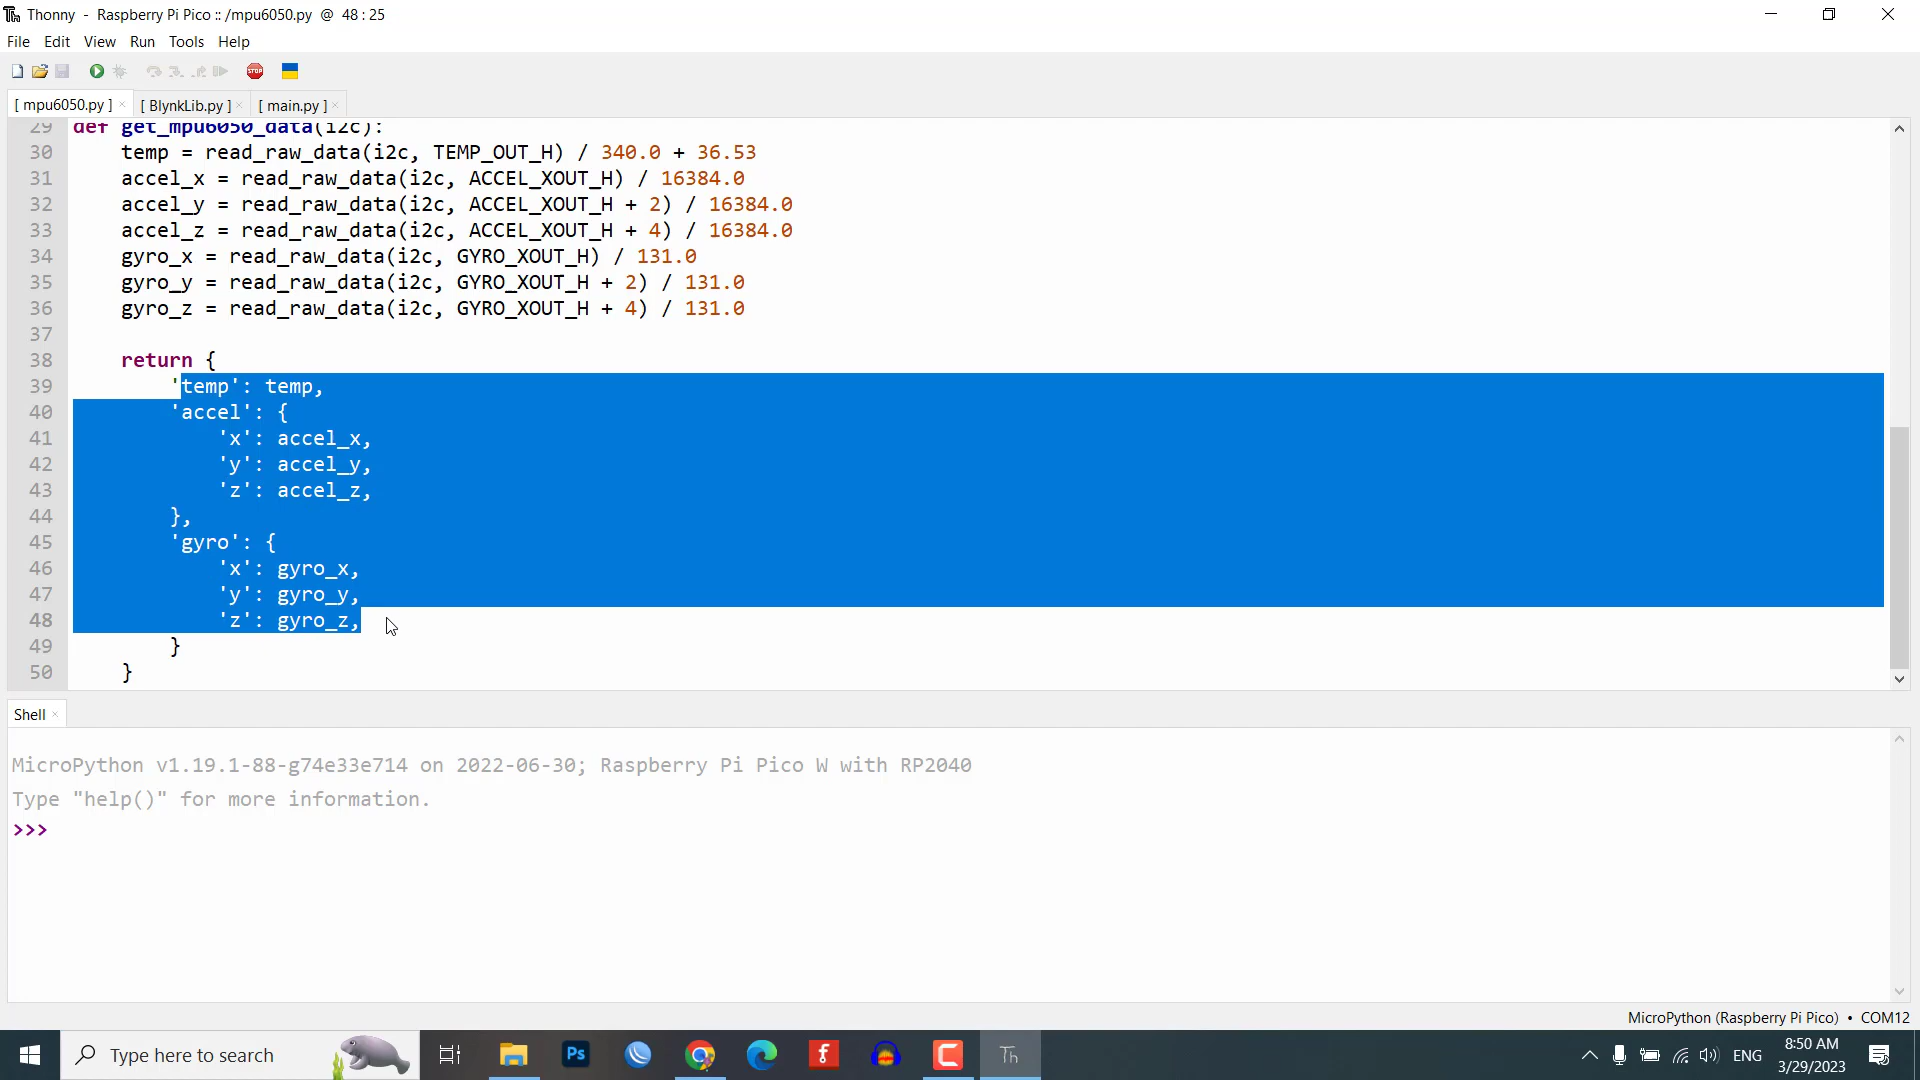 Thonny - Raspberry Pi Pico :: /mpu6050.py @ 48 : 25
File Edit View Run Tools Help
STOP
[ mpu6050.py ] × [ BlynkLib.py ] × [ main.py ] ×
29 def get_mpu6050_data(i2c):
30 temp = read_raw_data(i2c, TEMP_OUT_H) / 340.0 + 36.53
31 accel_x = read_raw_data(i2c, ACCEL_XOUT_H) / 16384.0
32 accel_y = read_raw_data(i2c, ACCEL_XOUT_H + 2) / 16384.0
33 accel_z = read_raw_data(i2c, ACCEL_XOUT_H + 4) / 16384.0
34 gyro_x = read_raw_data(i2c, GYRO_XOUT_H) / 131.0
35 gyro_y = read_raw_data(i2c, GYRO_XOUT_H + 2) / 131.0
36 gyro_z = read_raw_data(i2c, GYRO_XOUT_H + 4) / 131.0
37
38 return {
39 'temp': temp,
40 'accel': {
41 'x': accel_x,
42 'y': accel_y,
43 'z': accel_z,
44 },
45 'gyro': {
46 'x': gyro_x,
47 'y': gyro_y,
48 'z': gyro_z,
49 }
50 }
Shell ×
MicroPython v1.19.1-88-g74e33e714 on 2022-06-30; Raspberry Pi Pico W with RP2040
Type "help()" for more information.
>>>
MicroPython (Raspberry Pi Pico) • COM12
Type here to search
Ps
f
Th
ENG
8:50 AM
3/29/2023